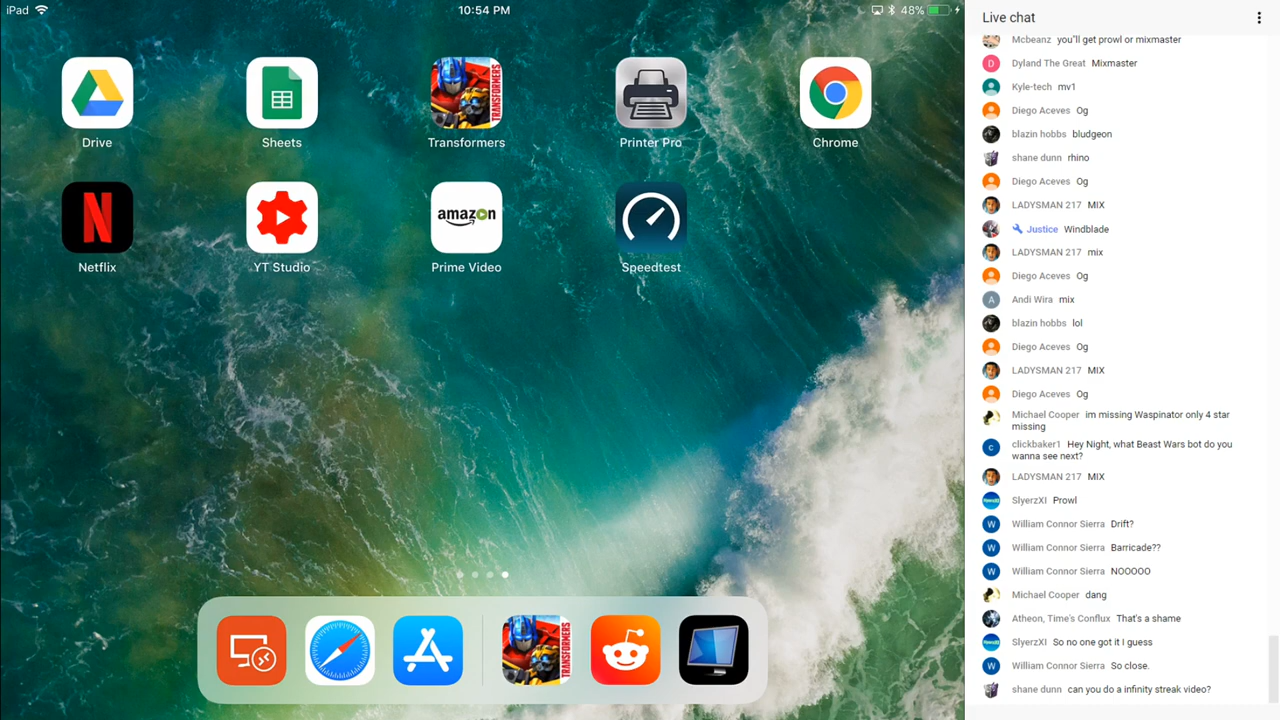 iPad
10:54 PM
48%
Drive
Sheets
TRANSFORMERS
Transformers
Printer Pro
Chrome
N
Netflix
YT Studio
amazon
Prime Video
Speedtest
TRANSFORMERS
Live chat
Mcbeanz you"ll get prowl or mixmaster
D Dyland The Great Mixmaster
Kyle-tech mv1
Diego Aceves Og
blazin hobbs bludgeon
shane dunn rhino
Diego Aceves Og
LADYSMAN 217 MIX
Justice Windblade
LADYSMAN 217 mix
Diego Aceves Og
A Andi Wira mix
blazin hobbs lol
Diego Aceves Og
LADYSMAN 217 MIX
Diego Aceves Og
Michael Cooper im missing Waspinator only 4 star
missing
c clickbaker1 Hey Night, what Beast Wars bot do you
wanna see next?
LADYSMAN 217 MIX
SlyerzXI Prowl
W William Connor Sierra Drift?
W William Connor Sierra Barricade??
W William Connor Sierra NOOOOO
Michael Cooper dang
Atheon, Time's Conflux That's a shame
SlyerzXI So no one got it I guess
W William Connor Sierra So close.
shane dunn can you do a infinity streak video?